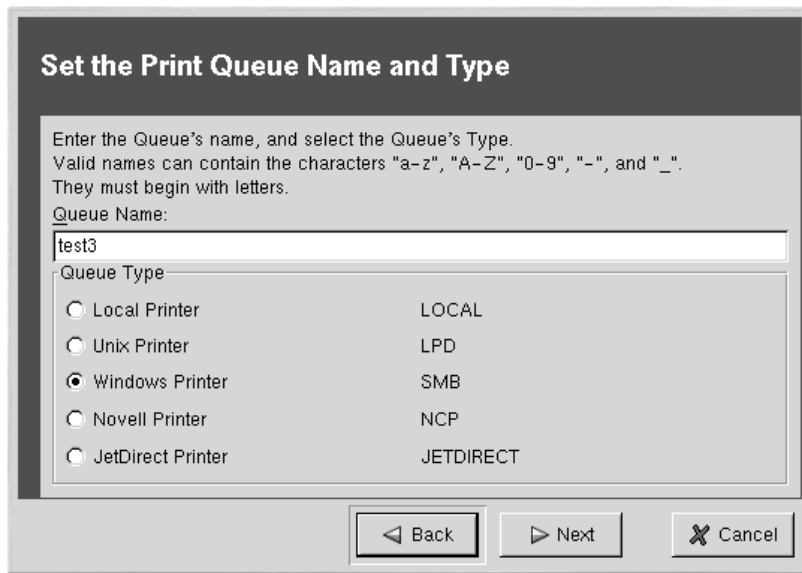 Set the Print Queue Name and Type
Enter the Queue's name, and select the Queue's Type.
Valid names can contain the characters "a-z", "A-Z", "0-9", "-", and "_".
They must begin with letters.
Queue Name:
test3
Queue Type
Local Printer LOCAL
Unix Printer LPD
Windows Printer SMB
Novell Printer NCP
JetDirect Printer JETDIRECT
Back Next Cancel